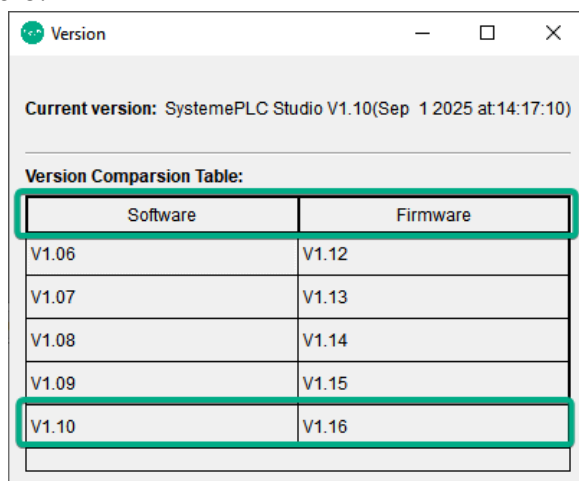 Version
Current version: SystemePLC Studio V1.10(Sep 1 2025 at:14:17:10)
Version Comparsion Table:
Software Firmware
V1.06 V1.12
V1.07 V1.13
V1.08 V1.14
V1.09 V1.15
V1.10 V1.16